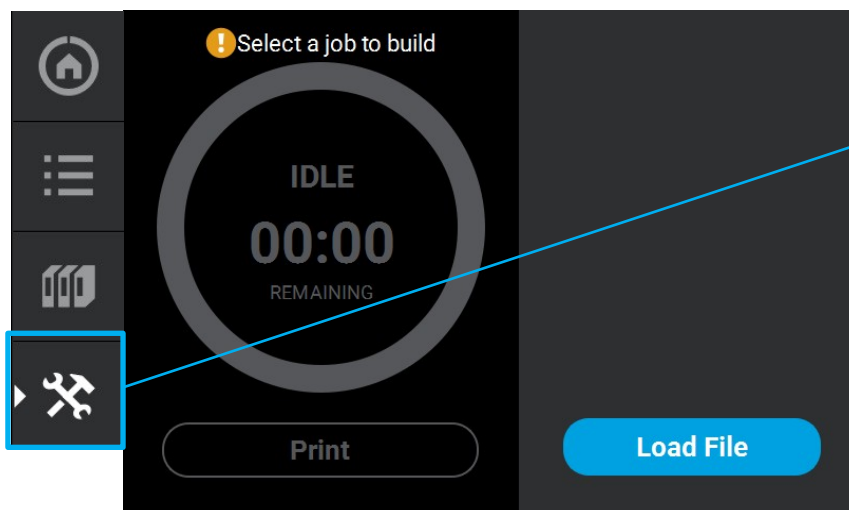 Select a job to build
IDLE
00:00
REMAINING
Print
Load File